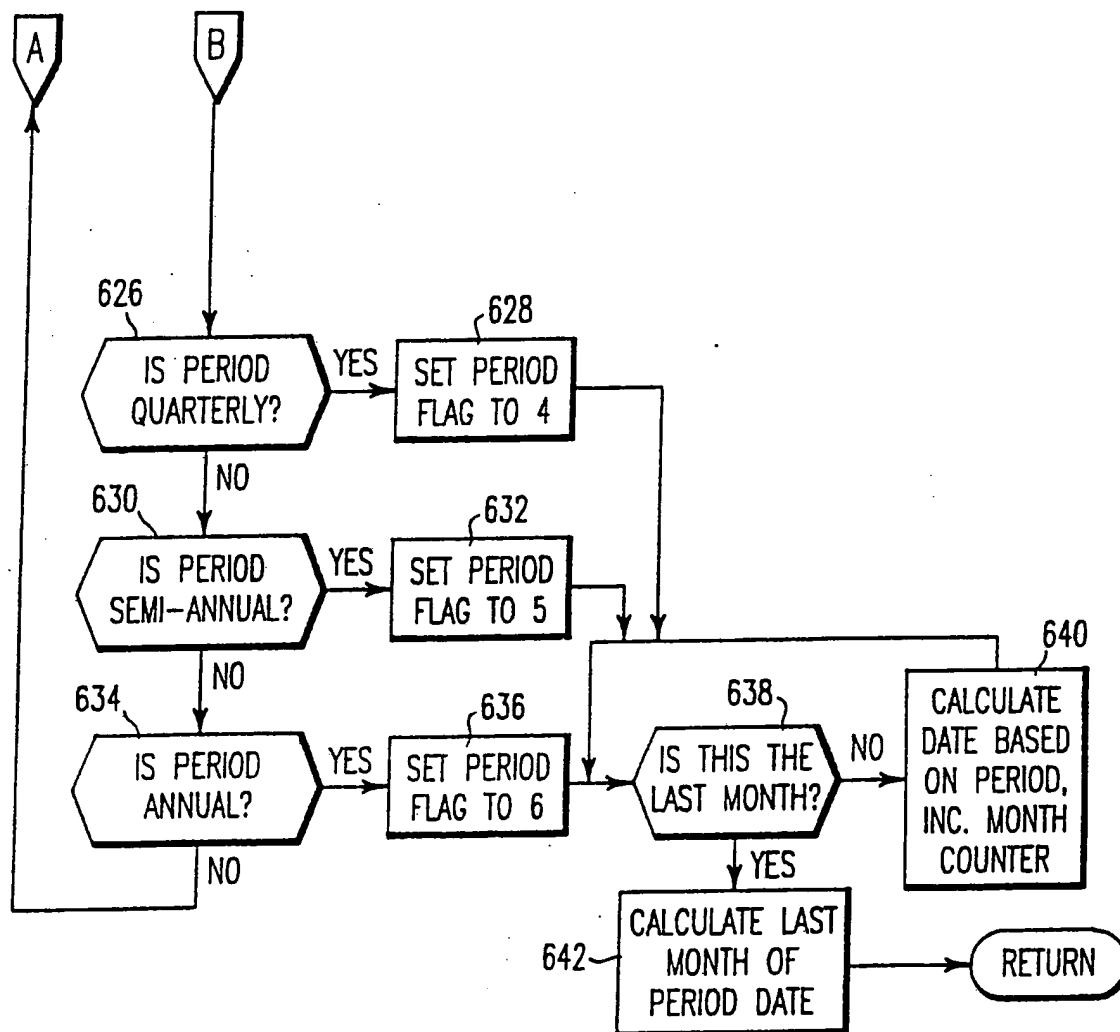 A
B
626
IS PERIOD
QUARTERLY?
YES
628
SET PERIOD
FLAG TO 4
NO
630
IS PERIOD
SEMI-ANNUAL?
YES
632
SET PERIOD
FLAG TO 5
NO
634
IS PERIOD
ANNUAL?
YES
636
SET PERIOD
FLAG TO 6
NO
638
IS THIS THE
LAST MONTH?
NO
640
CALCULATE
DATE BASED
ON PERIOD,
INC. MONTH
COUNTER
YES
642
CALCULATE LAST
MONTH OF
PERIOD DATE
RETURN